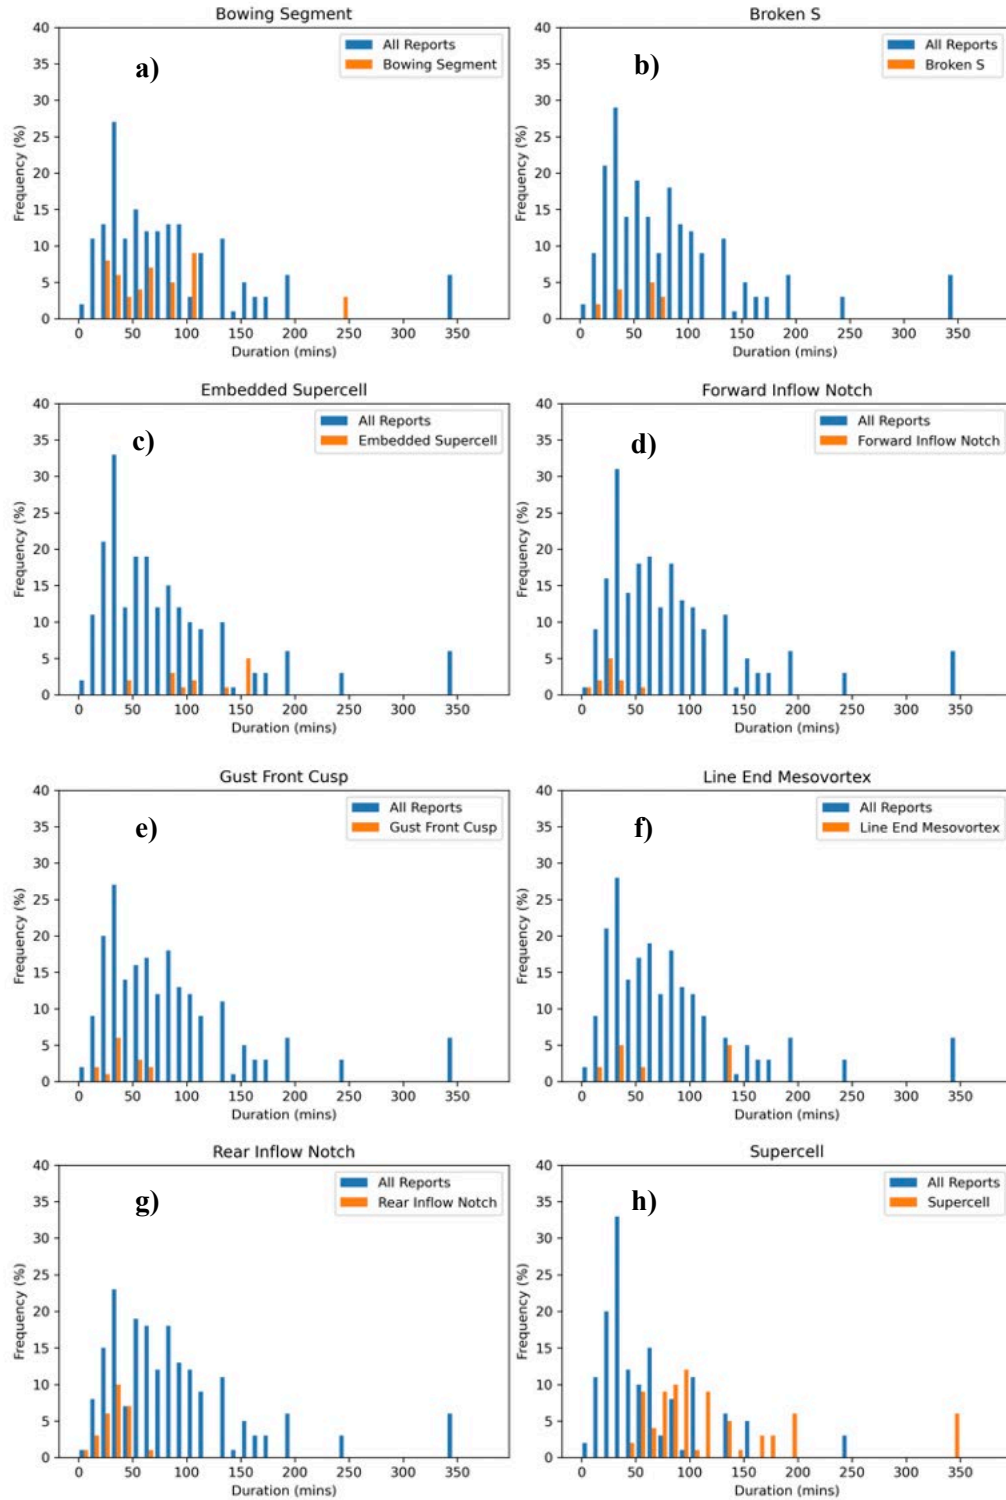 Bowing Segment
40
35
30
25
20
15
10
5
0
Frequency (%)
a)
All Reports
Bowing Segment
0 50 100 150 200 250 300 350
Duration (mins)
Broken S
40
35
30
25
20
15
10
5
0
Frequency (%)
b)
All Reports
Broken S
0 50 100 150 200 250 300 350
Duration (mins)
Embedded Supercell
40
35
30
25
20
15
10
5
0
Frequency (%)
c)
All Reports
Embedded Supercell
0 50 100 150 200 250 300 350
Duration (mins)
Forward Inflow Notch
40
35
30
25
20
15
10
5
0
Frequency (%)
d)
All Reports
Forward Inflow Notch
0 50 100 150 200 250 300 350
Duration (mins)
Gust Front Cusp
40
35
30
25
20
15
10
5
0
Frequency (%)
e)
All Reports
Gust Front Cusp
0 50 100 150 200 250 300 350
Duration (mins)
Line End Mesovortex
40
35
30
25
20
15
10
5
0
Frequency (%)
f)
All Reports
Line End Mesovortex
0 50 100 150 200 250 300 350
Duration (mins)
Rear Inflow Notch
40
35
30
25
20
15
10
5
0
Frequency (%)
g)
All Reports
Rear Inflow Notch
0 50 100 150 200 250 300 350
Duration (mins)
Supercell
40
35
30
25
20
15
10
5
0
Frequency (%)
h)
All Reports
Supercell
0 50 100 150 200 250 300 350
Duration (mins)